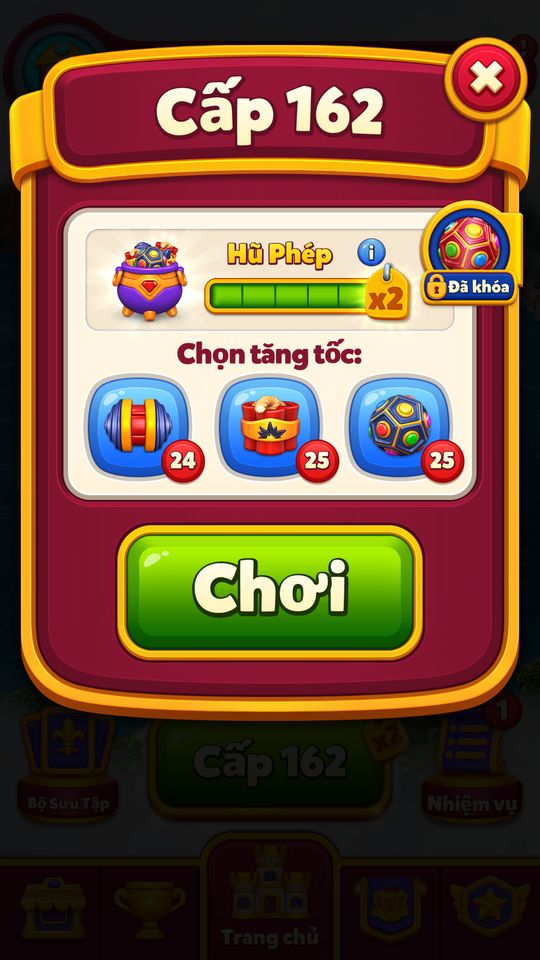 Cấp 162
Hũ Phép
i
x2
Đã khóa
Chọn tăng tốc:
24
25
25
Chơi
1
x2
Cấp 162
Bộ Sưu Tập
Nhiệm vụ
Trang chủ